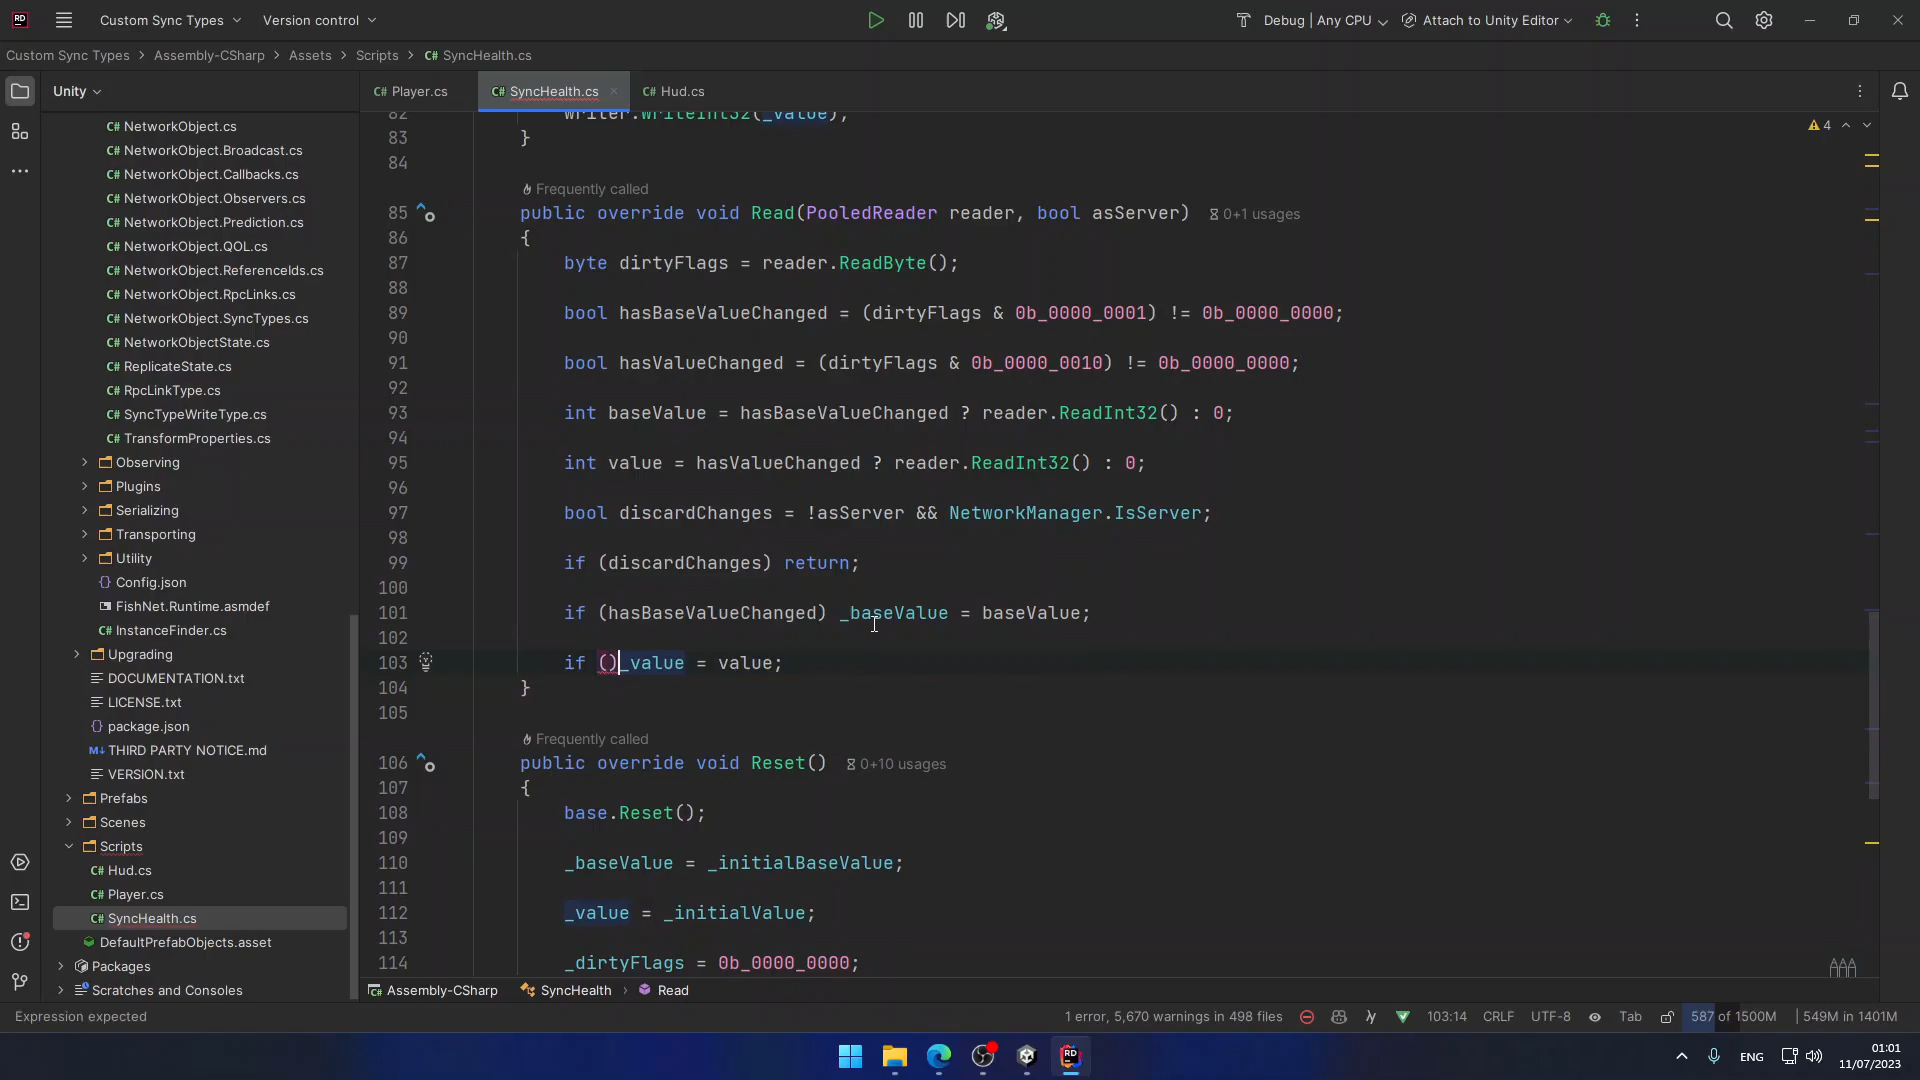 Custom Sync Types
Version control
Debug | Any CPU
Attach to Unity Editor
Custom Sync Types > Assembly-CSharp > Assets > Scripts > C# SyncHealth.cs
Unity
C# Player.cs
C# SyncHealth.cs
C# Hud.cs
C# NetworkObject.cs
C# NetworkObject.Broadcast.cs
C# NetworkObject.Callbacks.cs
C# NetworkObject.Observers.cs
C# NetworkObject.Prediction.cs
C# NetworkObject.QOL.cs
C# NetworkObject.ReferenceIds.cs
C# NetworkObject.RpcLinks.cs
C# NetworkObject.SyncTypes.cs
C# NetworkObjectState.cs
C# ReplicateState.cs
C# RpcLinkType.cs
C# SyncTypeWriteType.cs
C# TransformProperties.cs
Observing
Plugins
Serializing
Transporting
Utility
{} Config.json
FishNet.Runtime.asmdef
C# InstanceFinder.cs
Upgrading
DOCUMENTATION.txt
LICENSE.txt
{} package.json
M↓ THIRD PARTY NOTICE.md
VERSION.txt
Prefabs
Scenes
Scripts
C# Hud.cs
C# Player.cs
C# SyncHealth.cs
DefaultPrefabObjects.asset
Packages
Scratches and Consoles
4
82 writer.WriteInt32(_value);
83 }
84
Frequently called
85 public override void Read(PooledReader reader, bool asServer) 0+1 usages
86 {
87 byte dirtyFlags = reader.ReadByte();
88
89 bool hasBaseValueChanged = (dirtyFlags & 0b_0000_0001) != 0b_0000_0000;
90
91 bool hasValueChanged = (dirtyFlags & 0b_0000_0010) != 0b_0000_0000;
92
93 int baseValue = hasBaseValueChanged ? reader.ReadInt32() : 0;
94
95 int value = hasValueChanged ? reader.ReadInt32() : 0;
96
97 bool discardChanges = !asServer && NetworkManager.IsServer;
98
99 if (discardChanges) return;
100
101 if (hasBaseValueChanged) _baseValue = baseValue;
102
103 if ()_value = value;
104 }
105
Frequently called
106 public override void Reset() 0+10 usages
107 {
108 base.Reset();
109
110 _baseValue = _initialBaseValue;
111
112 _value = _initialValue;
113
114 _dirtyFlags = 0b_0000_0000;
Assembly-CSharp
SyncHealth > Read
Expression expected
1 error, 5,670 warnings in 498 files
103:14
CRLF
UTF-8
Tab
587 of 1500M
549M in 1401M
RD
ENG
01:01
11/07/2023